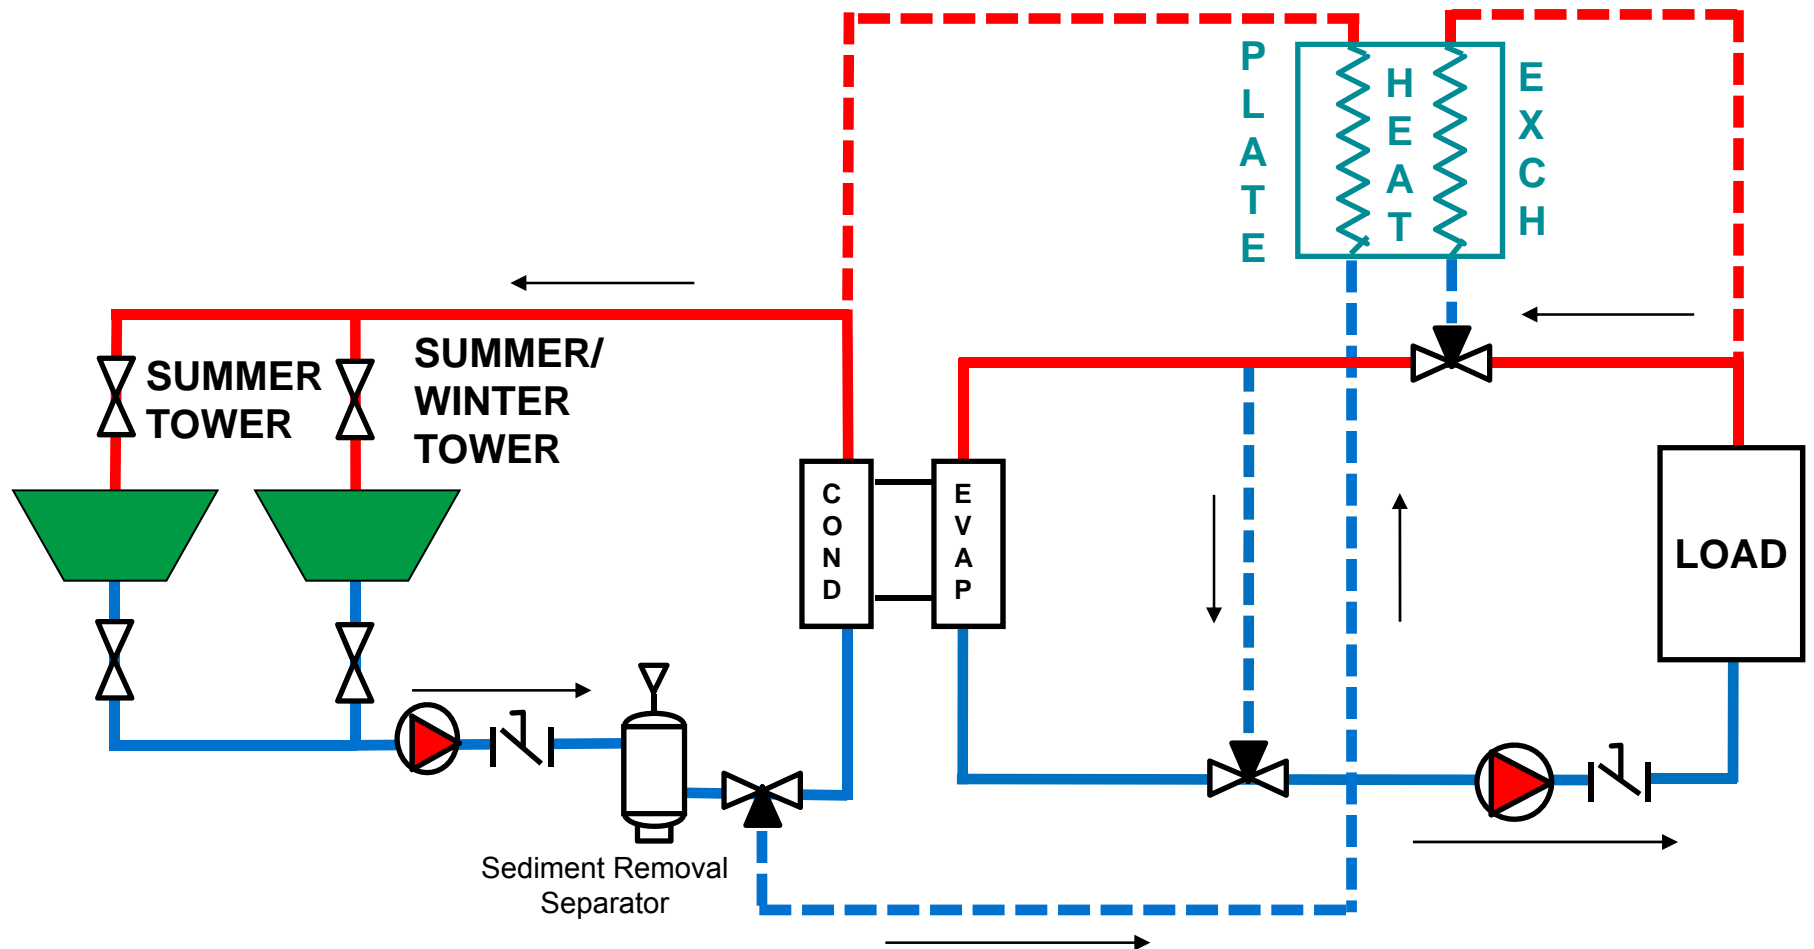 PLATE
HEAT
EXCH
SUMMER
TOWER
SUMMER/
WINTER
TOWER
COND
EVAP
LOAD
Sediment Removal
Separator